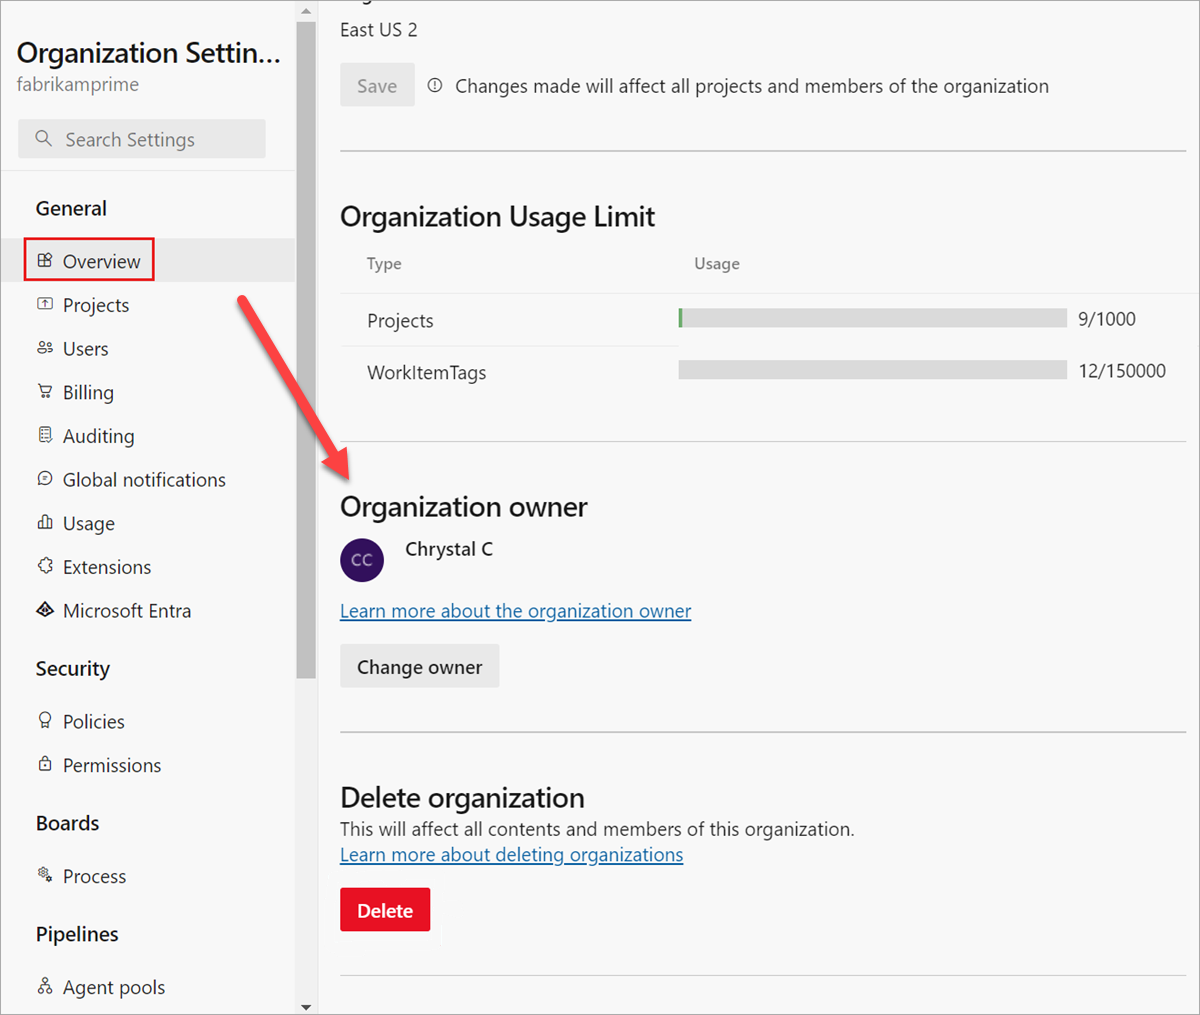 Organization Settin...
fabrikamprime
Search Settings
General
Overview
Projects
Users
Billing
Auditing
Global notifications
Usage
Extensions
Microsoft Entra
Security
Policies
Permissions
Boards
Process
Pipelines
Agent pools
East US 2
Save
Changes made will affect all projects and members of the organization
Organization Usage Limit
Type Usage
Projects 9/1000
WorkItemTags 12/150000
Organization owner
CC Chrystal C
Learn more about the organization owner
Change owner
Delete organization
This will affect all contents and members of this organization.
Learn more about deleting organizations
Delete